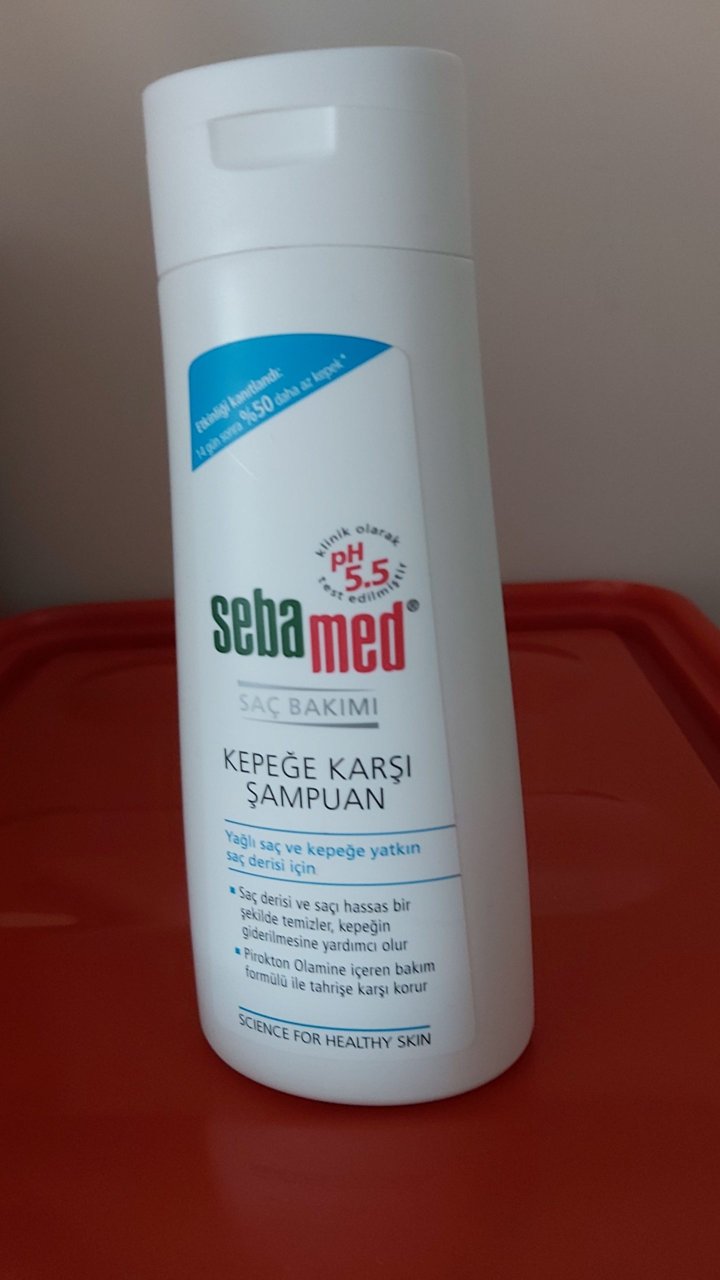 Etkinliği kanıtlandı:
14 gün sonra %50 daha az kepek*
klinik olarak
pH
5.5
test edilmiştir
sebamed®
SAÇ BAKIMI
KEPEĞE KARŞI
ŞAMPUAN
Yağlı saç ve kepeğe yatkın
saç derisi için
▪ Saç derisi ve saçı hassas bir
şekilde temizler, kepeğin
giderilmesine yardımcı olur
▪ Pirokton Olamine içeren bakım
formülü ile tahrişe karşı korur
SCIENCE FOR HEALTHY SKIN